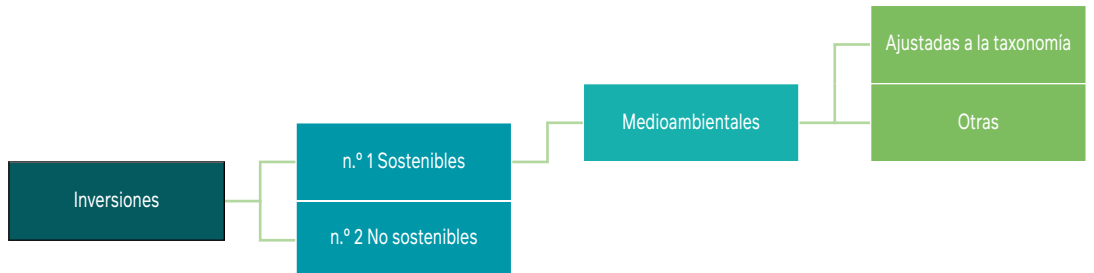 Inversiones
n.º 1 Sostenibles
n.º 2 No sostenibles
Medioambientales
Ajustadas a la taxonomía
Otras